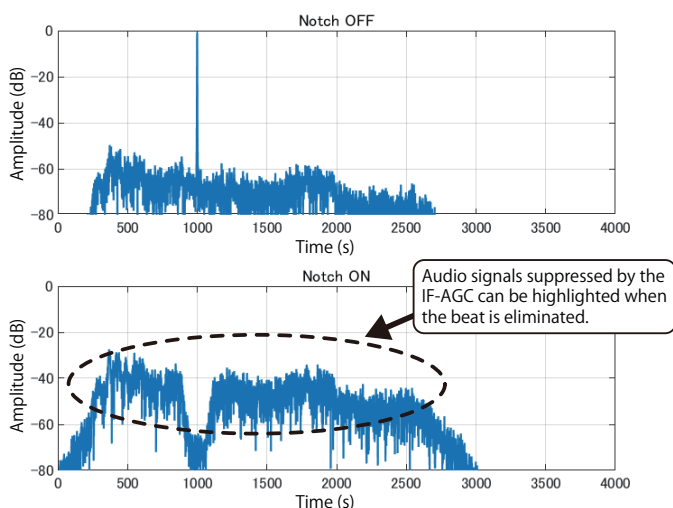 Notch OFF
Amplitude (dB)
0
−20
−40
−60
−80
0 500 1000 1500 2000 2500 3000 3500 4000
Time (s)
Notch ON
Audio signals suppressed by the
IF-AGC can be highlighted when
the beat is eliminated.
Amplitude (dB)
0
−20
−40
−60
−80
0 500 1000 1500 2000 2500 3000 3500 4000
Time (s)